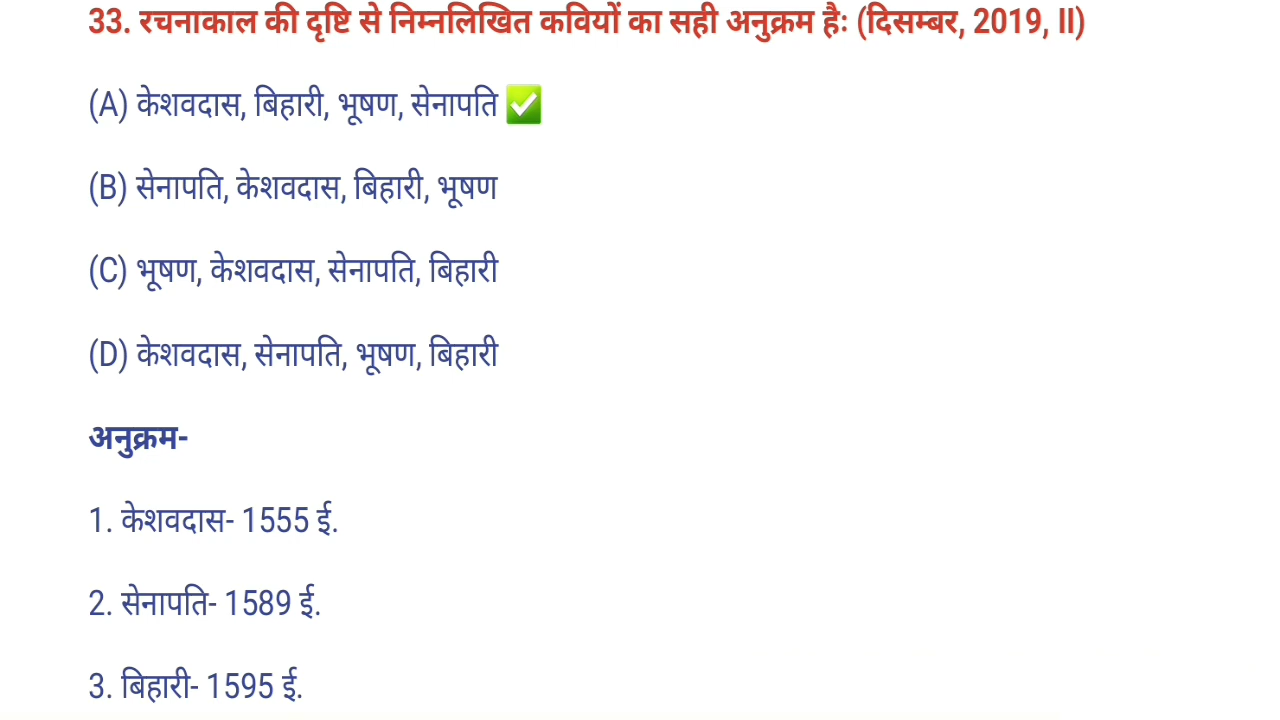 33. रचनाकाल की दृष्टि से निम्नलिखित कवियों का सही अनुक्रम हैः (दिसम्बर, 2019, II)
(A) केशवदास, बिहारी, भूषण, सेनापति ✅
(B) सेनापति, केशवदास, बिहारी, भूषण
(C) भूषण, केशवदास, सेनापति, बिहारी
(D) केशवदास, सेनापति, भूषण, बिहारी
अनुक्रम-
1. केशवदास- 1555 ई.
2. सेनापति- 1589 ई.
3. बिहारी- 1595 ई.